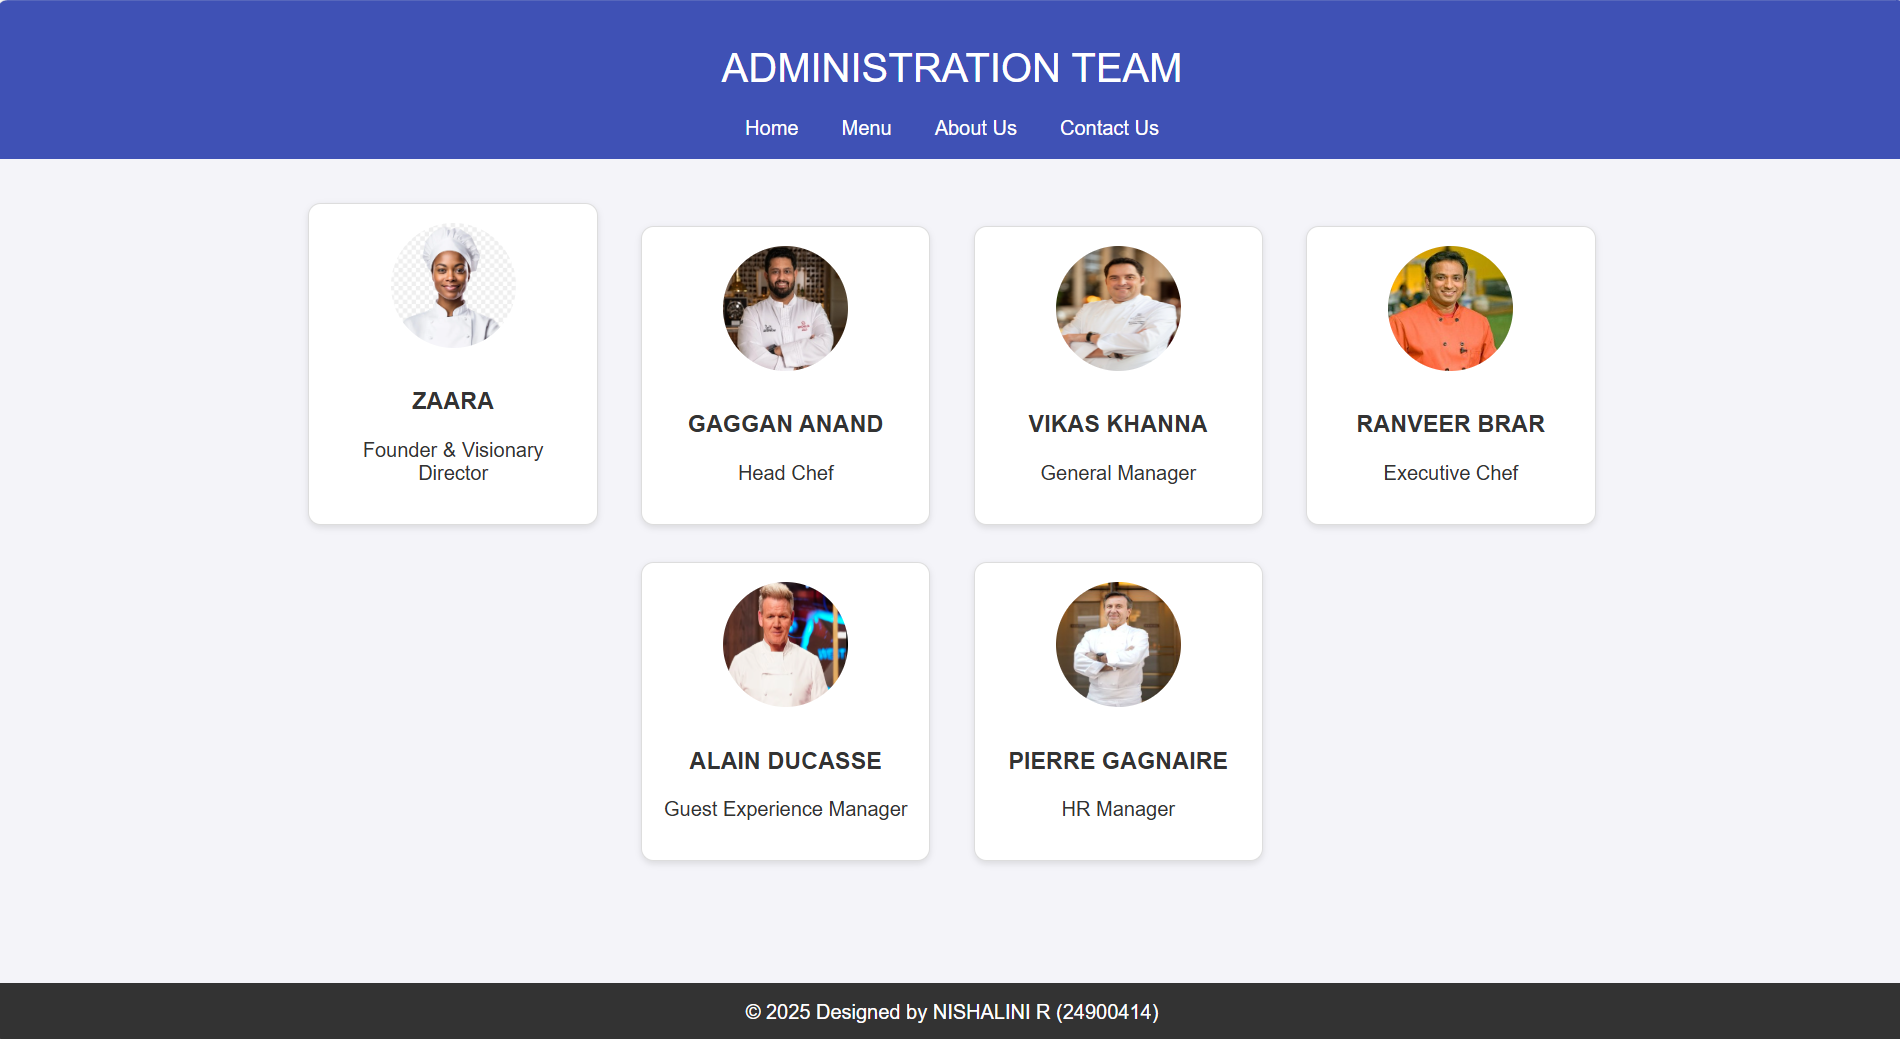 ADMINISTRATION TEAM
Home Menu About Us Contact Us
ZAARA
Founder & Visionary
Director
GAGGAN ANAND
Head Chef
VIKAS KHANNA
General Manager
RANVEER BRAR
Executive Chef
ALAIN DUCASSE
Guest Experience Manager
PIERRE GAGNAIRE
HR Manager
© 2025 Designed by NISHALINI R (24900414)